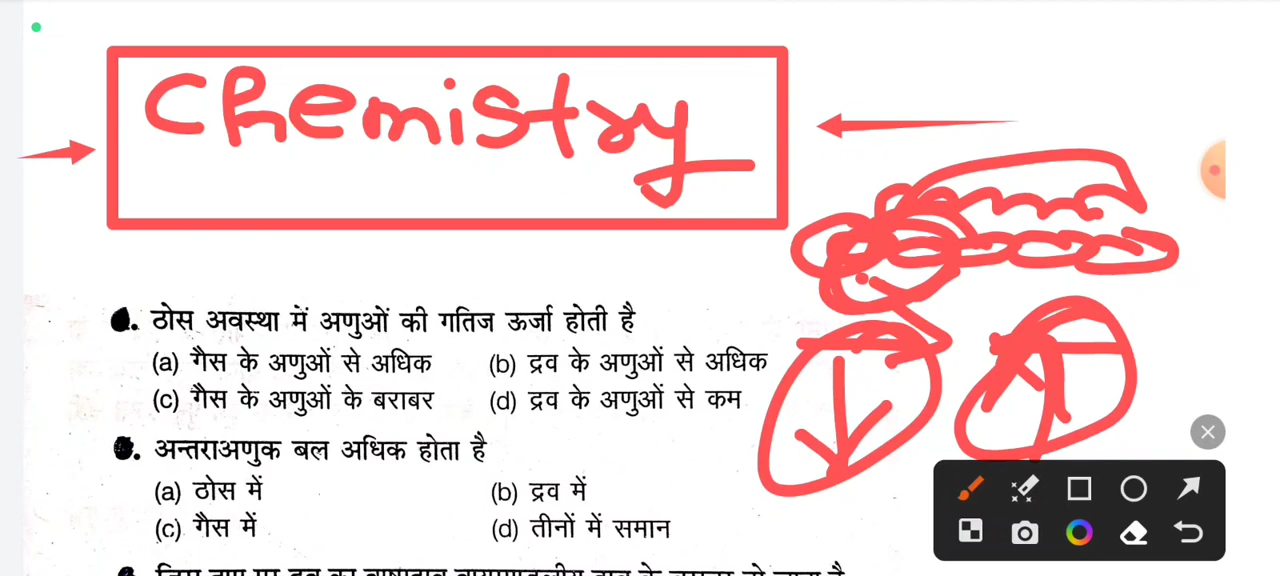 Chemistry
ठोस अवस्था में अणुओं की गतिज ऊर्जा होती है
(a) गैस के अणुओं से अधिक (b) द्रव के अणुओं से अधिक
(c) गैस के अणुओं के बराबर (d) द्रव के अणुओं से कम
अन्तराअणुक बल अधिक होता है
(a) ठोस में (b) द्रव में
(c) गैस में (d) तीनों में समान